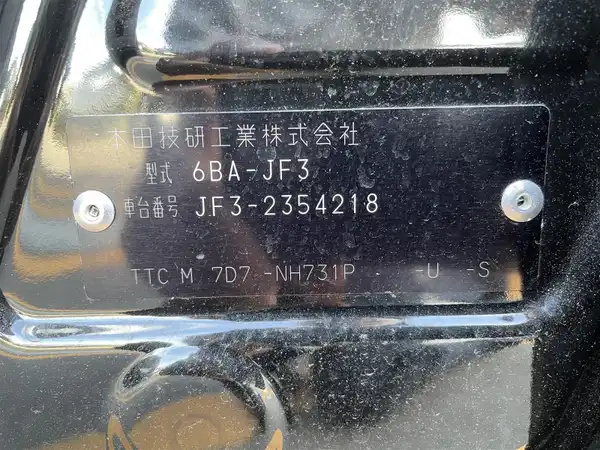 本田技研工業株式会社
型式 6BA-JF3
車台番号 JF3-2354218
TTC M 7D7-NH731P - -U -S